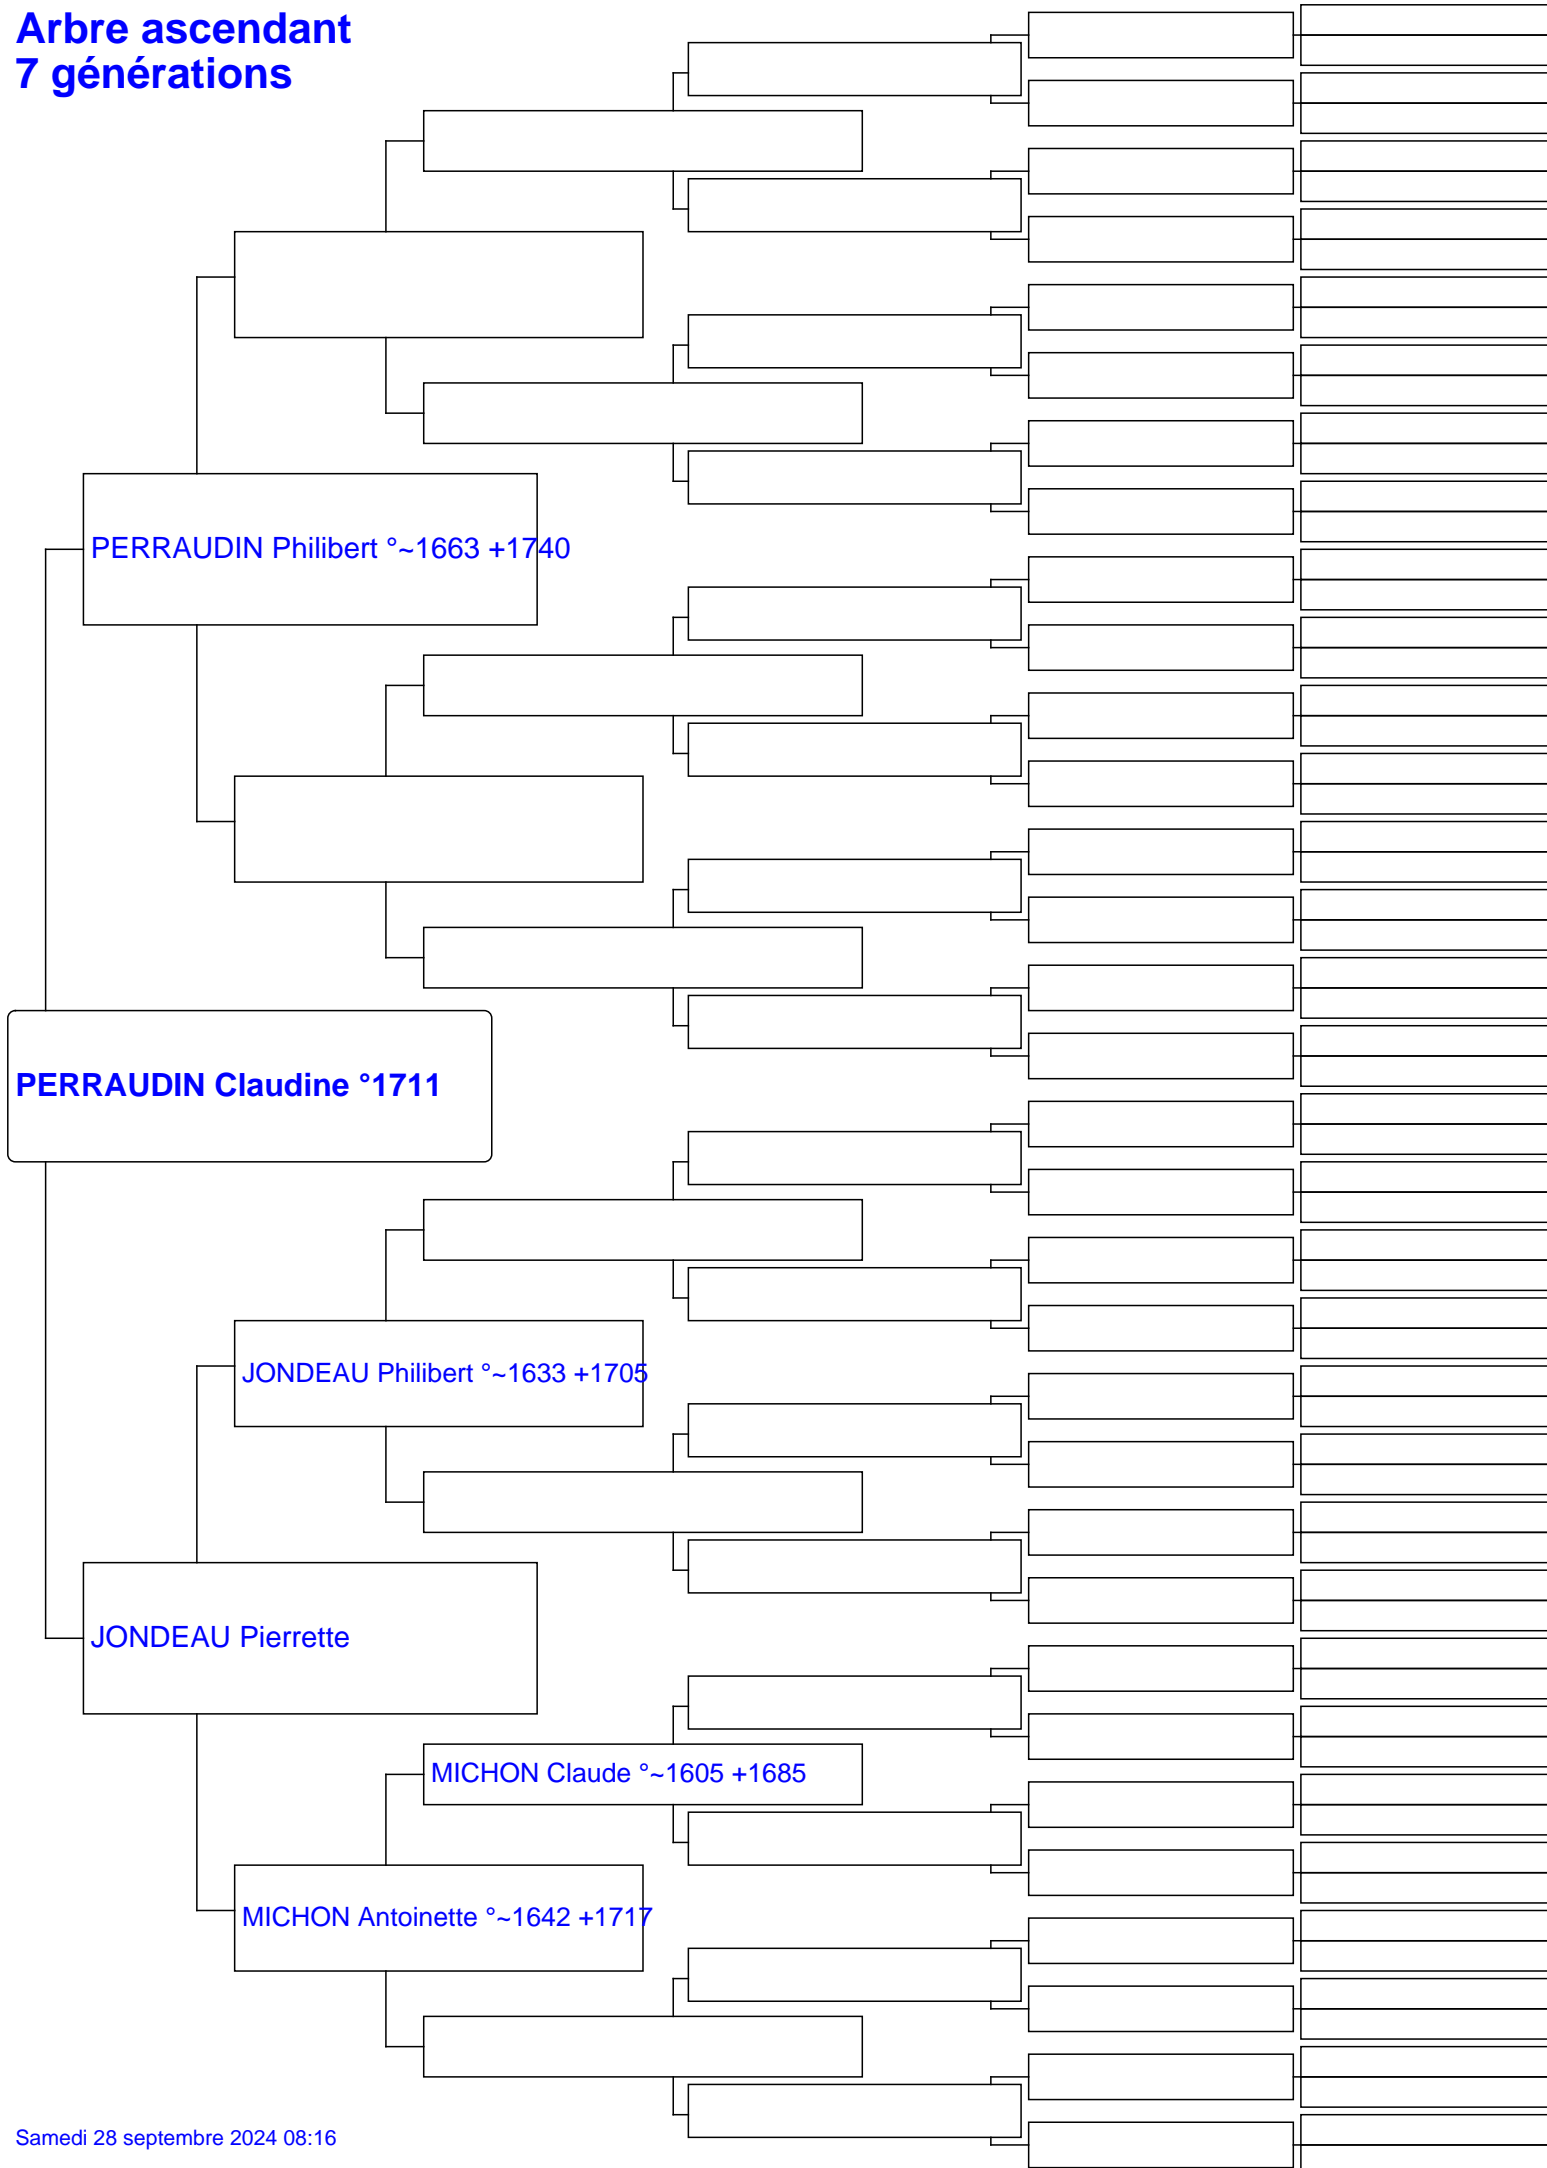 Arbre ascendant
7 générations
PERRAUDIN Philibert °~1663 +1740
PERRAUDIN Claudine °1711
JONDEAU Philibert °~1633 +1705
JONDEAU Pierrette
MICHON Claude °~1605 +1685
MICHON Antoinette °~1642 +1717
Samedi 28 septembre 2024 08:16